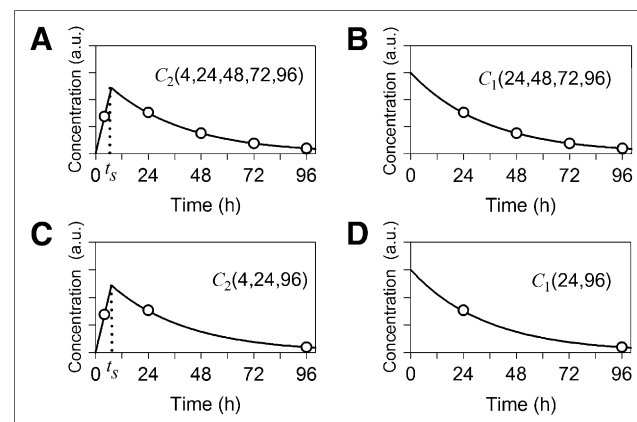 A
Concentration (a.u.)
C2(4,24,48,72,96)
0 ts 24 48 72 96
Time (h)
B
Concentration (a.u.)
C1(24,48,72,96)
0 24 48 72 96
Time (h)
C
Concentration (a.u.)
C2(4,24,96)
0 ts 24 48 72 96
Time (h)
D
Concentration (a.u.)
C1(24,96)
0 24 48 72 96
Time (h)